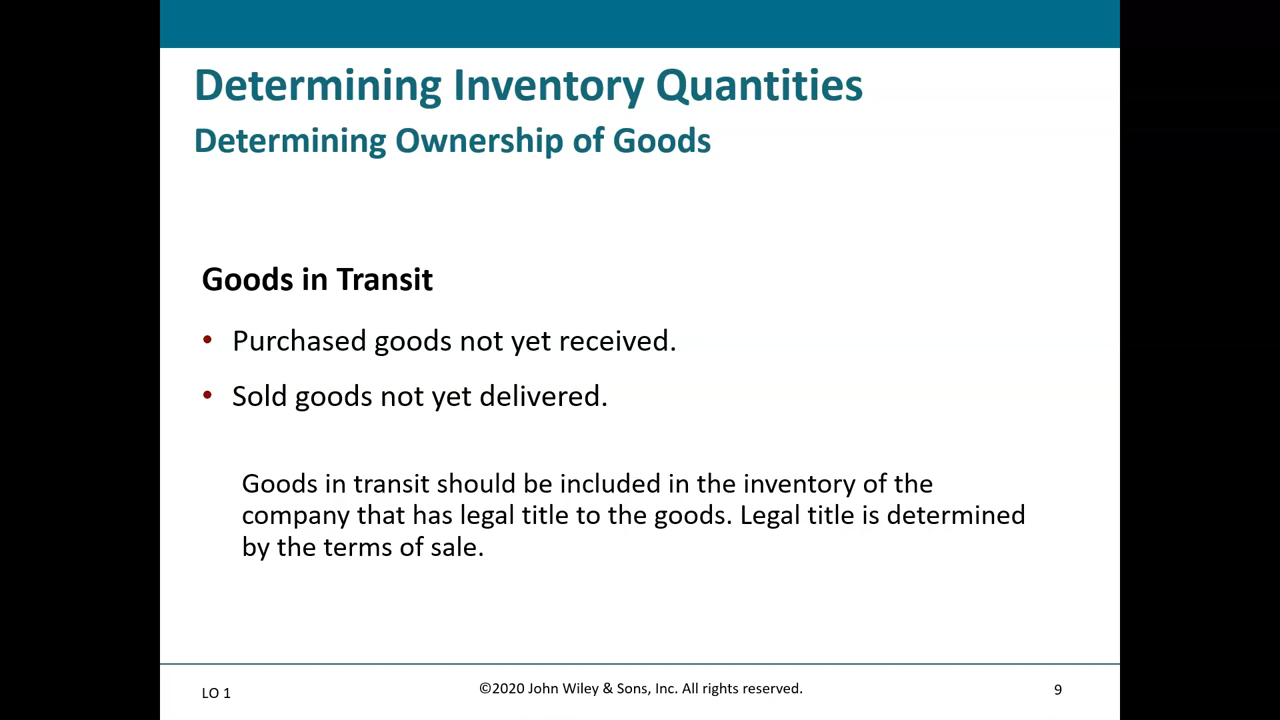 Determining Inventory Quantities
Determining Ownership of Goods
Goods in Transit
• Purchased goods not yet received.
• Sold goods not yet delivered.
Goods in transit should be included in the inventory of the
company that has legal title to the goods. Legal title is determined
by the terms of sale.
LO 1
©2020 John Wiley & Sons, Inc. All rights reserved.
9